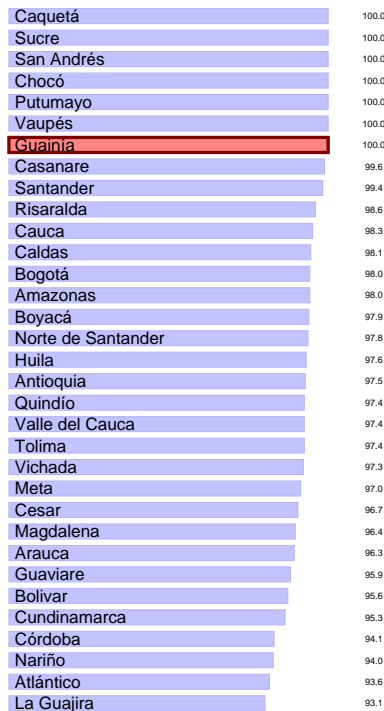 Caquetá 100.0
Sucre 100.0
San Andrés 100.0
Chocó 100.0
Putumayo 100.0
Vaupés 100.0
Guainía 100.0
Casanare 99.6
Santander 99.4
Risaralda 98.6
Cauca 98.3
Caldas 98.1
Bogotá 98.0
Amazonas 98.0
Boyacá 97.9
Norte de Santander 97.8
Huila 97.6
Antioquia 97.5
Quindío 97.4
Valle del Cauca 97.4
Tolima 97.4
Vichada 97.3
Meta 97.0
Cesar 96.7
Magdalena 96.4
Arauca 96.3
Guaviare 95.9
Bolivar 95.6
Cundinamarca 95.3
Córdoba 94.1
Nariño 94.0
Atlántico 93.6
La Guajira 93.1